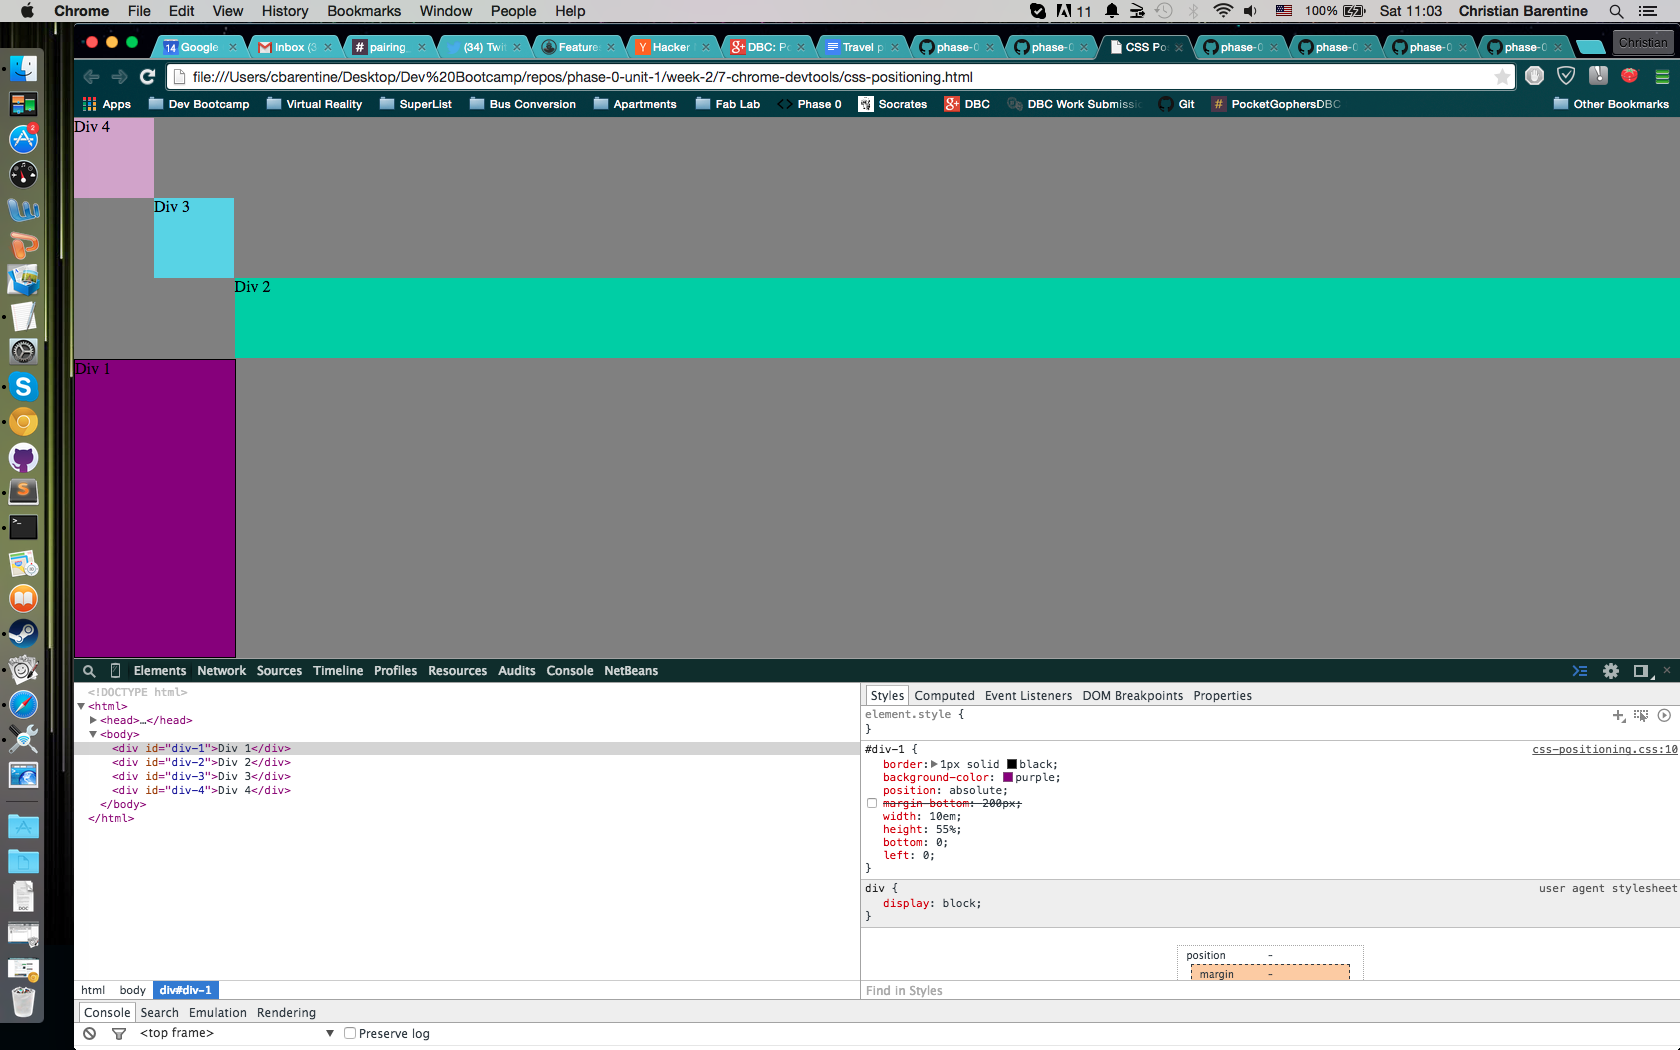 Chrome File Edit View History Bookmarks Window People Help 11 100% Sat 11:03 Christian Barentine
14 Google Inbox (3 # pairing_ (34) Twit Feature Hacker DBC: Po Travel p phase-0 phase-0 CSS Pos phase-0 phase-0 phase-0 phase-0 Christian
file:///Users/cbarentine/Desktop/Dev%20Bootcamp/repos/phase-0-unit-1/week-2/7-chrome-devtools/css-positioning.html
Apps Dev Bootcamp Virtual Reality SuperList Bus Conversion Apartments Fab Lab <> Phase 0 Socrates DBC DBC Work Submissio Git # PocketGophersDBC Other Bookmarks
Div 4
Div 3
Div 2
Div 1
Elements Network Sources Timeline Profiles Resources Audits Console NetBeans
<!DOCTYPE html>
<html>
<head>…</head>
<body>
<div id="div-1">Div 1</div>
<div id="div-2">Div 2</div>
<div id="div-3">Div 3</div>
<div id="div-4">Div 4</div>
</body>
</html>
html body div#div-1
Styles Computed Event Listeners DOM Breakpoints Properties
element.style {
}
#div-1 { css-positioning.css:10
border: 1px solid black;
background-color: purple;
position: absolute;
margin-bottom: 200px;
width: 10em;
height: 55%;
bottom: 0;
left: 0;
}
div { user agent stylesheet
display: block;
}
position -
margin -
Find in Styles
Console Search Emulation Rendering
<top frame> Preserve log